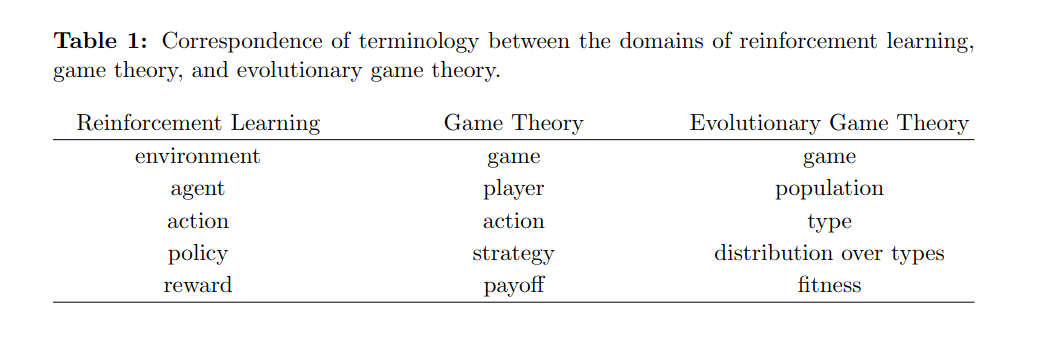 Table 1: Correspondence of terminology between the domains of reinforcement learning,
game theory, and evolutionary game theory.
Reinforcement Learning Game Theory Evolutionary Game Theory
environment game game
agent player population
action action type
policy strategy distribution over types
reward payoff fitness